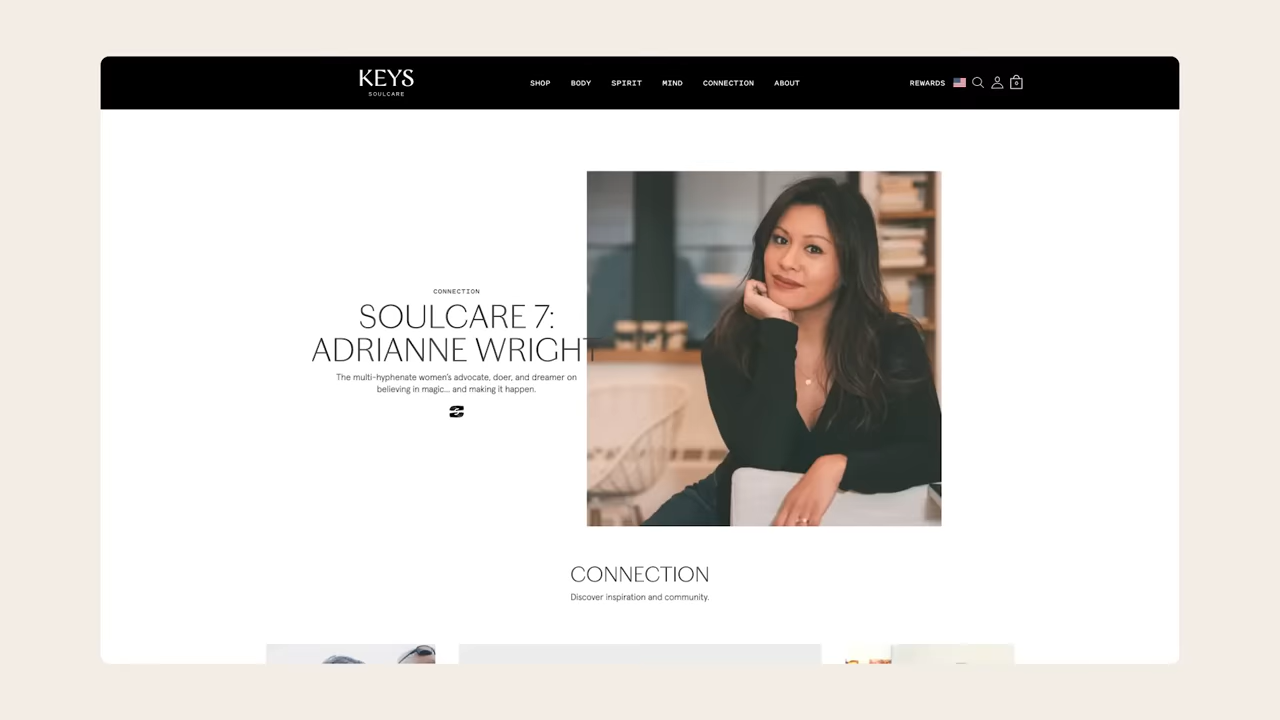 KEYS
SOULCARE
SHOP BODY SPIRIT MIND CONNECTION ABOUT
REWARDS 0
CONNECTION
SOULCARE 7:
ADRIANNE WRIGHT
The multi-hyphenate women's advocate, doer, and dreamer on
believing in magic... and making it happen.
CONNECTION
Discover inspiration and community.